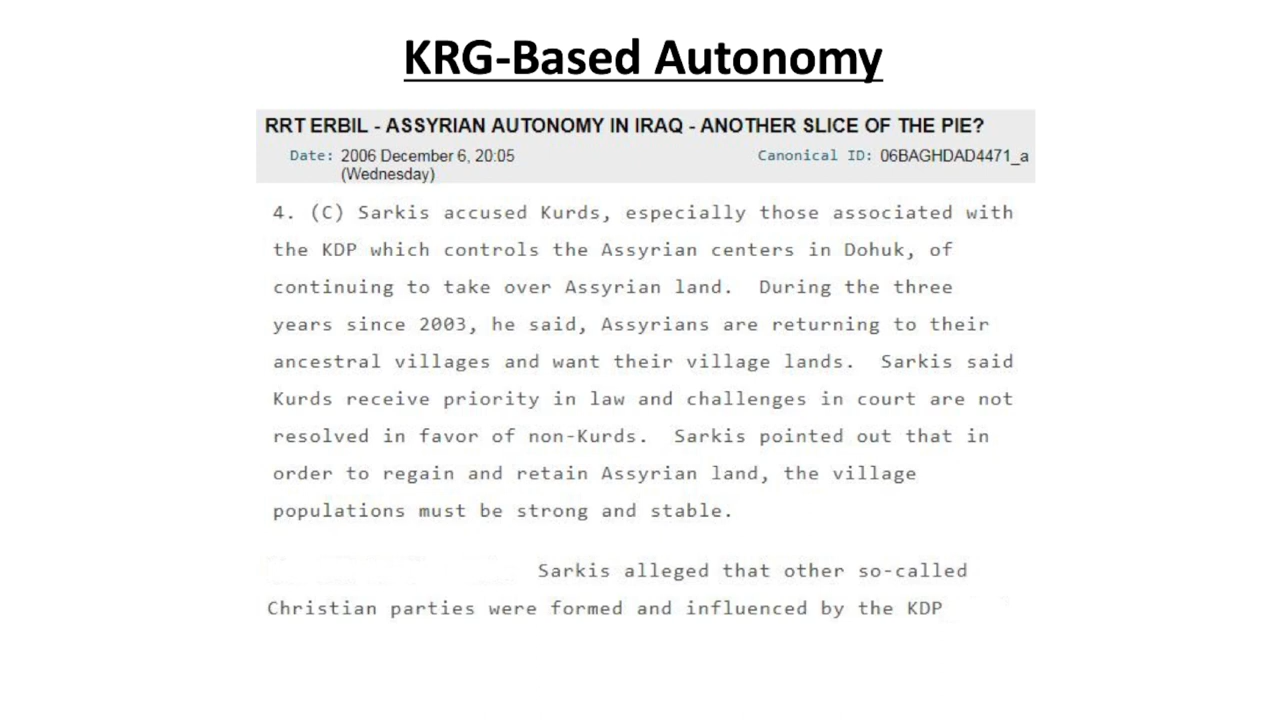 KRG-Based Autonomy
RRT ERBIL - ASSYRIAN AUTONOMY IN IRAQ - ANOTHER SLICE OF THE PIE?
Date: 2006 December 6, 20:05 Canonical ID: 06BAGHDAD4471_a
(Wednesday)
4. (C) Sarkis accused Kurds, especially those associated with
the KDP which controls the Assyrian centers in Dohuk, of
continuing to take over Assyrian land. During the three
years since 2003, he said, Assyrians are returning to their
ancestral villages and want their village lands. Sarkis said
Kurds receive priority in law and challenges in court are not
resolved in favor of non-Kurds. Sarkis pointed out that in
order to regain and retain Assyrian land, the village
populations must be strong and stable.
Sarkis alleged that other so-called
Christian parties were formed and influenced by the KDP